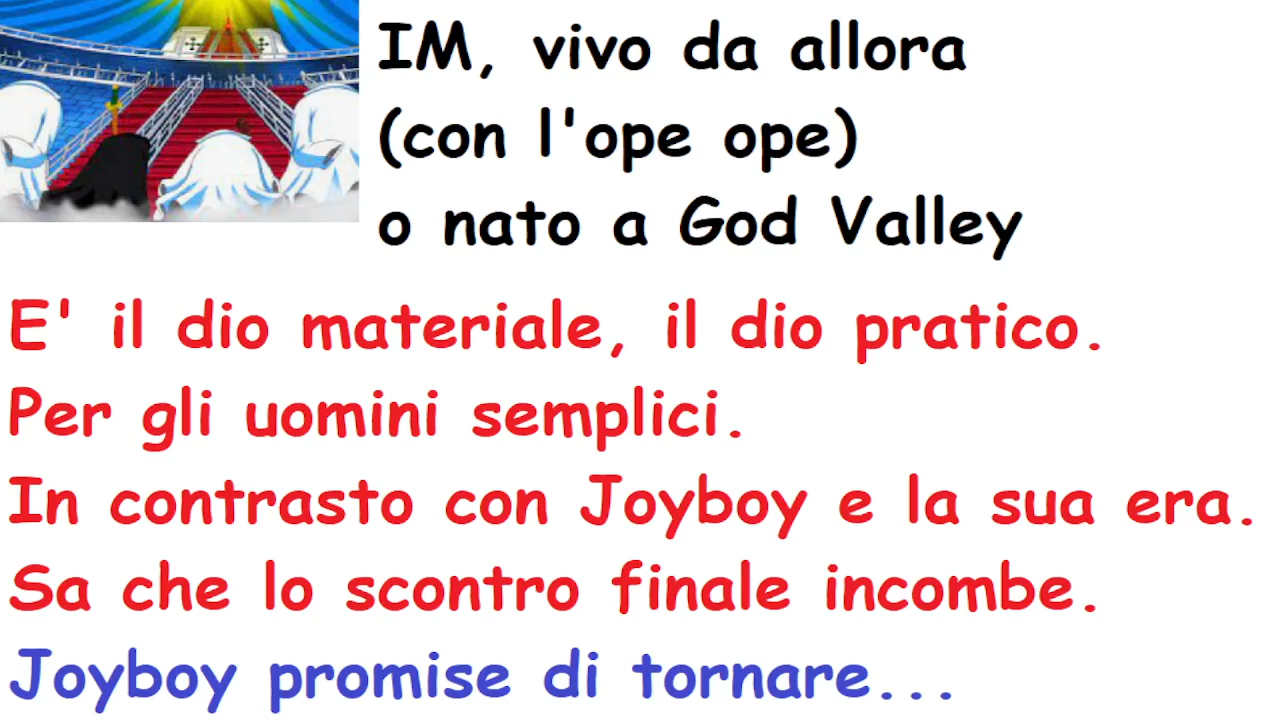 IM, vivo da allora
(con l'ope ope)
o nato a God Valley
E' il dio materiale, il dio pratico.
Per gli uomini semplici.
In contrasto con Joyboy e la sua era.
Sa che lo scontro finale incombe.
Joyboy promise di tornare...